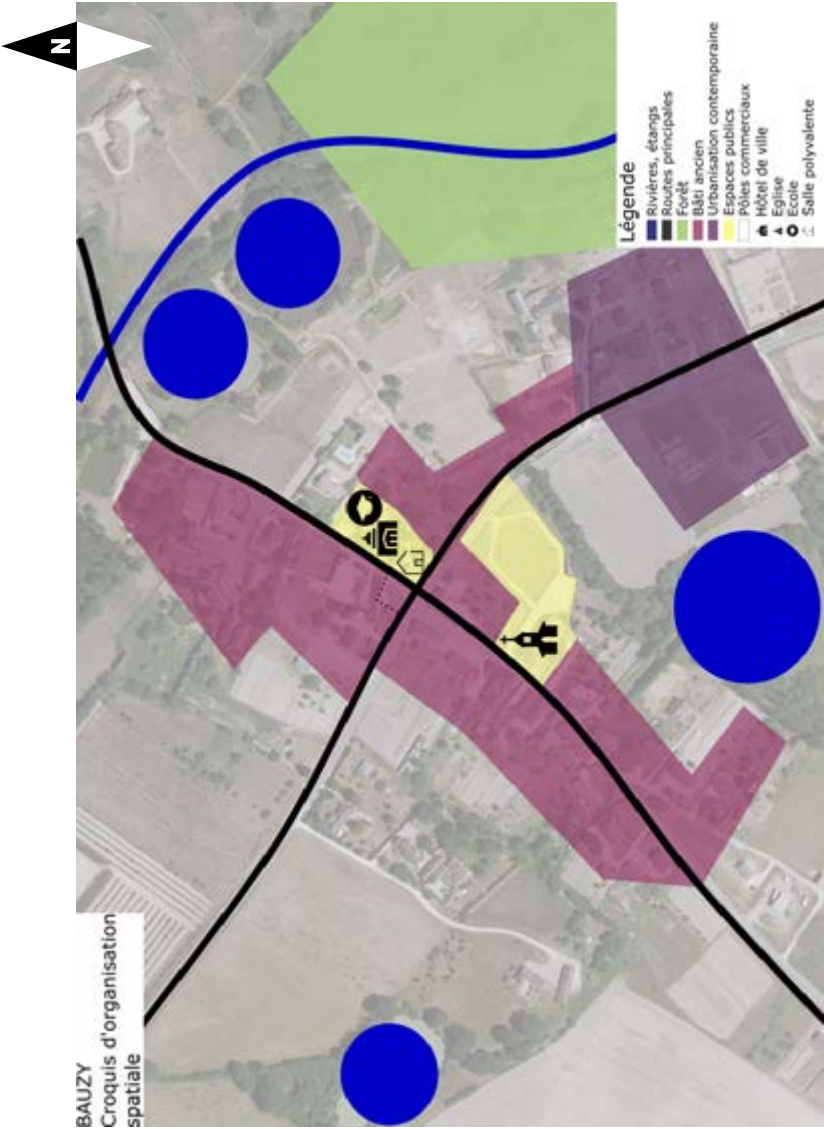 N
BAUZY
Croquis d'organisation
spatiale
Légende
Rivières, étangs
Routes principales
Forêt
Bâti ancien
Urbanisation contemporaine
Espaces publics
Pôles commerciaux
Hôtel de ville
Eglise
Ecole
Salle polyvalente